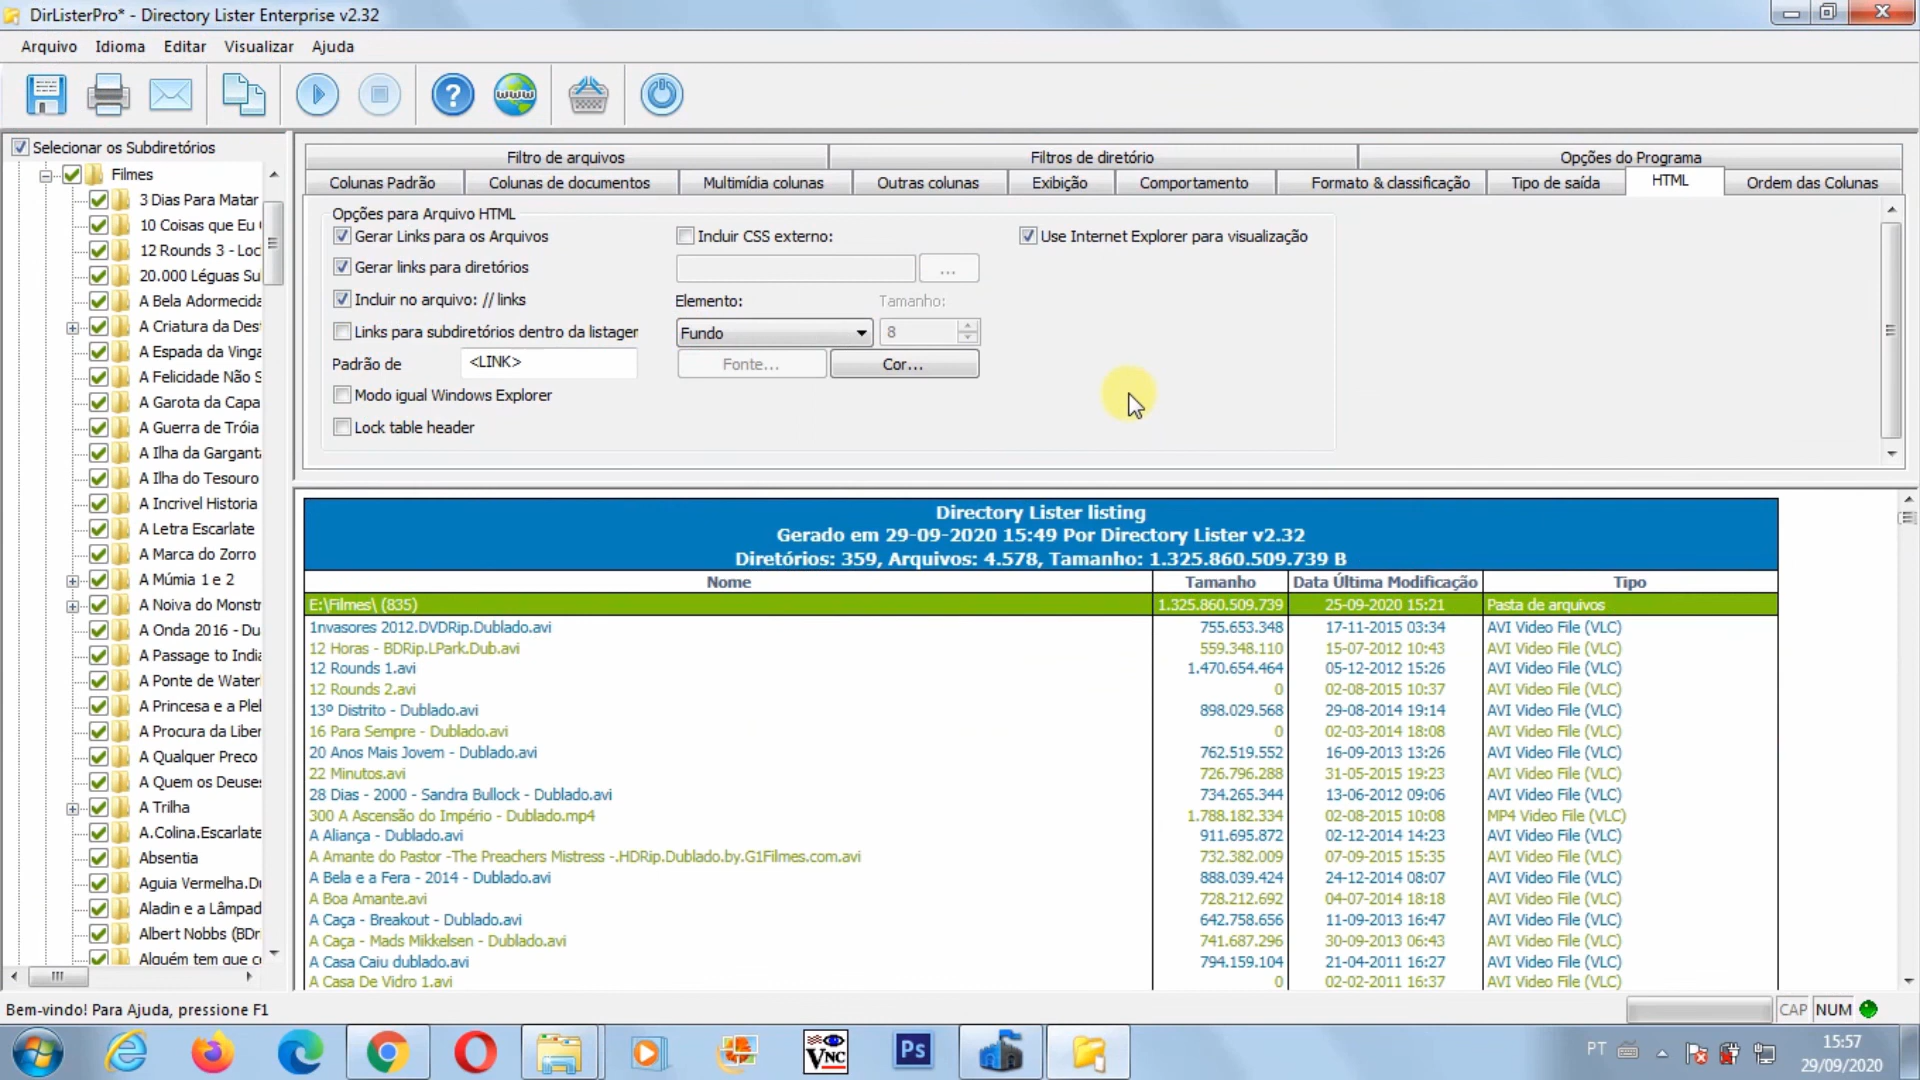 DirListerPro* - Directory Lister Enterprise v2.32
Arquivo Idioma Editar Visualizar Ajuda
www
Selecionar os Subdiretórios
Filmes
3 Dias Para Matar
10 Coisas que Eu
12 Rounds 3 - Loc
20.000 Léguas Su
A Bela Adormecida
A Criatura da Des
A Espada da Vinga
A Felicidade Não S
A Garota da Capa
A Guerra de Tróia
A Ilha da Gargant
A Ilha do Tesouro
A Incrivel Historia
A Letra Escarlate
A Marca do Zorro
A Múmia 1 e 2
A Noiva do Monstr
A Onda 2016 - Du
A Passage to India
A Ponte de Water
A Princesa e a Ple
A Procura da Liber
A Qualquer Preco
A Quem os Deuse
A Trilha
A.Colina.Escarlate
Absentia
Aguia Vermelha.D
Aladin e a Lâmpad
Albert Nobbs (BDr
Alguém tem que c
Filtro de arquivos Filtros de diretório Opções do Programa
Colunas Padrão Colunas de documentos Multimídia colunas Outras colunas Exibição Comportamento Formato & classificação Tipo de saída HTML Ordem das Colunas
Opções para Arquivo HTML
Gerar Links para os Arquivos Incluir CSS externo: Use Internet Explorer para visualização
Gerar links para diretórios ...
Incluir no arquivo: // links Elemento: Tamanho:
Links para subdiretórios dentro da listager Fundo 8
Padrão de <LINK> Fonte... Cor...
Modo igual Windows Explorer
Lock table header
Directory Lister listing
Gerado em 29-09-2020 15:49 Por Directory Lister v2.32
Diretórios: 359, Arquivos: 4.578, Tamanho: 1.325.860.509.739 B
Nome Tamanho Data Última Modificação Tipo
E:\Filmes\ (835) 1.325.860.509.739 25-09-2020 15:21 Pasta de arquivos
1nvasores 2012.DVDRip.Dublado.avi 755.653.348 17-11-2015 03:34 AVI Video File (VLC)
12 Horas - BDRip.LPark.Dub.avi 559.348.110 15-07-2012 10:43 AVI Video File (VLC)
12 Rounds 1.avi 1.470.654.464 05-12-2012 15:26 AVI Video File (VLC)
12 Rounds 2.avi 0 02-08-2015 10:37 AVI Video File (VLC)
13º Distrito - Dublado.avi 898.029.568 29-08-2014 19:14 AVI Video File (VLC)
16 Para Sempre - Dublado.avi 0 02-03-2014 18:08 AVI Video File (VLC)
20 Anos Mais Jovem - Dublado.avi 762.519.552 16-09-2013 13:26 AVI Video File (VLC)
22 Minutos.avi 726.796.288 31-05-2015 19:23 AVI Video File (VLC)
28 Dias - 2000 - Sandra Bullock - Dublado.avi 734.265.344 13-06-2012 09:06 AVI Video File (VLC)
300 A Ascensão do Império - Dublado.mp4 1.788.182.334 02-08-2015 10:08 MP4 Video File (VLC)
A Aliança - Dublado.avi 911.695.872 02-12-2014 14:23 AVI Video File (VLC)
A Amante do Pastor -The Preachers Mistress -.HDRip.Dublado.by.G1Filmes.com.avi 732.382.009 07-09-2015 15:35 AVI Video File (VLC)
A Bela e a Fera - 2014 - Dublado.avi 888.039.424 24-12-2014 08:07 AVI Video File (VLC)
A Boa Amante.avi 728.212.692 04-07-2014 18:18 AVI Video File (VLC)
A Caça - Breakout - Dublado.avi 642.758.656 11-09-2013 16:47 AVI Video File (VLC)
A Caça - Mads Mikkelsen - Dublado.avi 741.687.296 30-09-2013 06:43 AVI Video File (VLC)
A Casa Caiu dublado.avi 794.159.104 21-04-2011 16:27 AVI Video File (VLC)
A Casa De Vidro 1.avi 0 02-02-2011 16:37 AVI Video File (VLC)
Bem-vindo! Para Ajuda, pressione F1 CAP NUM
VNC Ps PT 15:57
29/09/2020